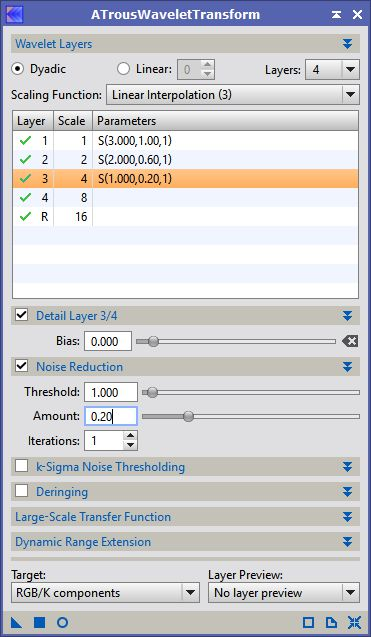 ATrousWaveletTransform
Wavelet Layers
Dyadic Linear: 0 Layers: 4
Scaling Function: Linear Interpolation (3)
Layer Scale Parameters
1 1 S(3.000,1.00,1)
2 2 S(2.000,0.60,1)
3 4 S(1.000,0.20,1)
4 8
R 16
Detail Layer 3/4
Bias: 0.000
Noise Reduction
Threshold: 1.000
Amount: 0.20
Iterations: 1
k-Sigma Noise Thresholding
Deringing
Large-Scale Transfer Function
Dynamic Range Extension
Target: Layer Preview:
RGB/K components No layer preview